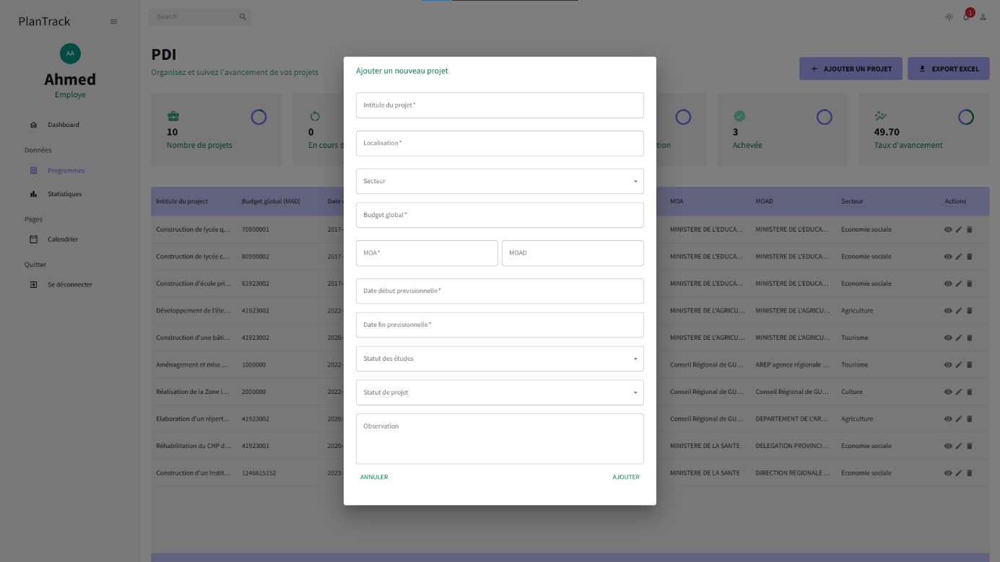 PlanTrack
Search
1
AA
Ahmed
Employe
Dashboard
Données
Programmes
Statistiques
Pages
Calendrier
Quitter
Se déconnecter
PDI
Organisez et suivez l'avancement de vos projets
AJOUTER UN PROJET
EXPORT EXCEL
10
Nombre de projets
0
En cours d
tion
3
Achevée
49.70
Taux d'avancement
Intitule du project Budget global (MAD) Date MOA MOAD Secteur Actions
Construction de lycée q... 70900001 2017- MINISTERE DE L'EDUCA... MINISTERE DE L'EDUCA... Economie sociale
Construction de lycée c... 80900002 2017- MINISTERE DE L'EDUCA... MINISTERE DE L'EDUCA... Economie sociale
Construction d'école pri... 61923002 2017- MINISTERE DE L'EDUCA... MINISTERE DE L'EDUCA... Economie sociale
Développement de l'éle... 41923002 2022- MINISTERE DE L'AGRICU... MINISTERE DE L'AGRICU... Agriculture
Construction d'une bâti... 41923002 2020- MINISTERE DE L'AGRICU... MINISTERE DE L'AGRICU... Tourisme
Aménagement et mise ... 1000000 2022- Conseil Régional de GU... AREP agence régionale ... Tourisme
Réalisation de la Zone i... 2000000 2022- Conseil Régional de GU... Conseil Régional de GU... Culture
Elaboration d'un répert... 41923002 2020- Conseil Régional de GU... DEPARTEMENT DE L'AR... Agriculture
Réhabilitation du CHP d... 41923001 2020- MINISTERE DE LA SANTE DELEGATION PROVINCI... Economie sociale
Construction d'un Instit... 1246615152 2023- MINISTERE DE LA SANTE DIRECTION REGIONALE ... Economie sociale
Ajouter un nouveau projet
Intitule du projet *
Localisation *
Secteur
Budget global *
MOA *
MOAD
Date début previsionnelle *
Date fin previsionnelle *
Statut des études
Statut de projet
Observation
ANNULER
AJOUTER